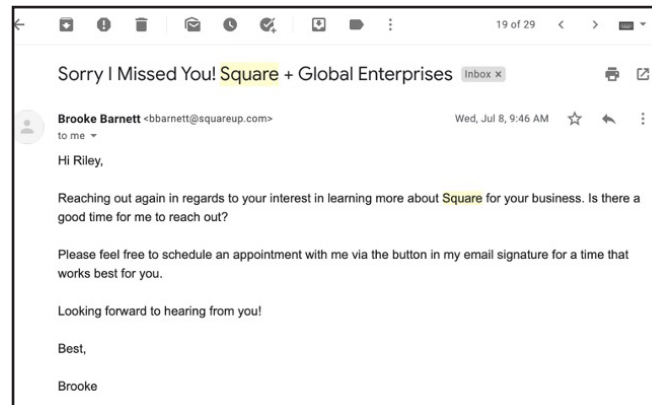 19 of 29
Sorry I Missed You! Square + Global Enterprises Inbox x
Brooke Barnett <bbarnett@squareup.com> Wed, Jul 8, 9:46 AM
to me
Hi Riley,
Reaching out again in regards to your interest in learning more about Square for your business. Is there a
good time for me to reach out?
Please feel free to schedule an appointment with me via the button in my email signature for a time that
works best for you.
Looking forward to hearing from you!
Best,
Brooke